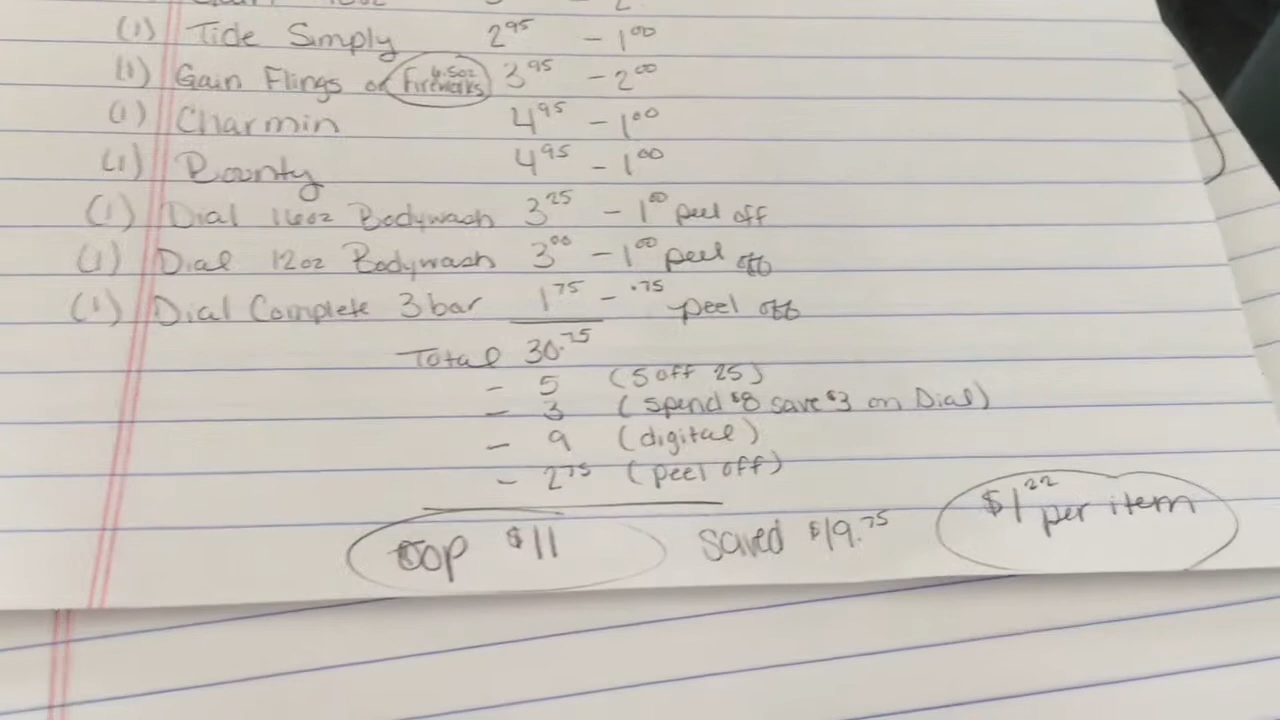 (1) Tide Simply 2.95 - 1.00
(1) Gain Flings or 4.5oz Fireworks 3.95 - 2.00
(1) Charmin 4.95 - 1.00
(1) Bounty 4.95 - 1.00
(1) Dial 16oz Bodywash 3.25 - 1.00 peel off
(1) Dial 12oz Bodywash 3.00 - 1.00 peel off
(1) Dial Complete 3 bar 1.75 - .75 peel off
Total 30.75
- 5 (5 off 25)
- 3 (spend $8 save $3 on Dial)
- 9 (digital)
- 2.75 (peel off)
OOP $11 saved $19.75 $1.22 per item